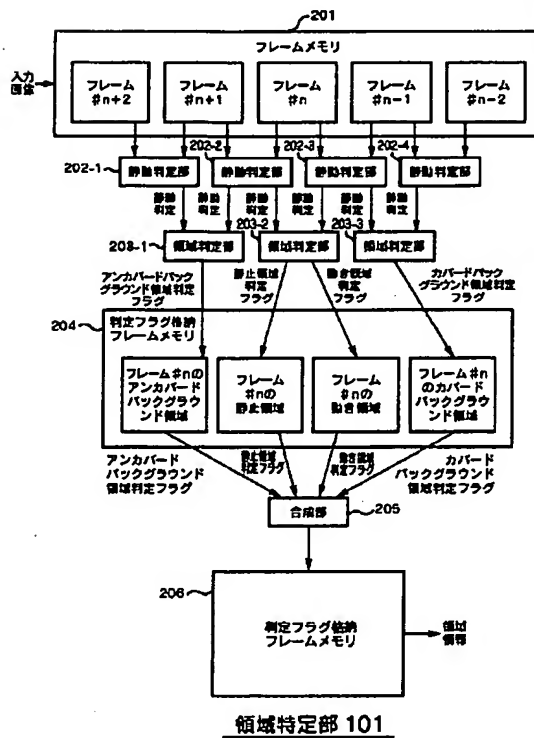 201
フレームメモリ
入力
画像
フレーム
#n+2
フレーム
#n+1
フレーム
#n
フレーム
#n−1
フレーム
#n−2
202-1
202-2
202-3
202-4
静動判定部
静動判定部
静動判定部
静動判定部
静動
判定
静動
判定
静動
判定
静動
判定
静動
判定
静動
判定
203-1
203-2
203-3
領域判定部
領域判定部
領域判定部
アンカバードバック
グラウンド領域判定
フラグ
静止領域
判定
フラグ
動き領域
判定
フラグ
カバードバック
グラウンド領域判定
フラグ
204
判定フラグ格納
フレームメモリ
フレーム#nの
アンカバード
バックグラウ
ンド領域
フレーム
#nの
静止領域
フレーム
#nの
動き領域
フレーム#n
のカバード
バックグラウ
ンド領域
アンカバード
バックグラウンド
領域判定フラグ
静止領域
判定フラグ
動き領域
判定フラグ
カバード
バックグラウンド
領域判定フラグ
合成部
205
206
判定フラグ格納
フレームメモリ
領域
情報
領域特定部 101